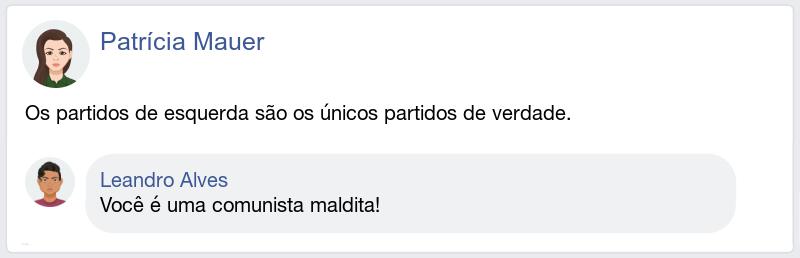 Patrícia Mauer
Os partidos de esquerda são os únicos partidos de verdade.
Leandro Alves
Você é uma comunista maldita!